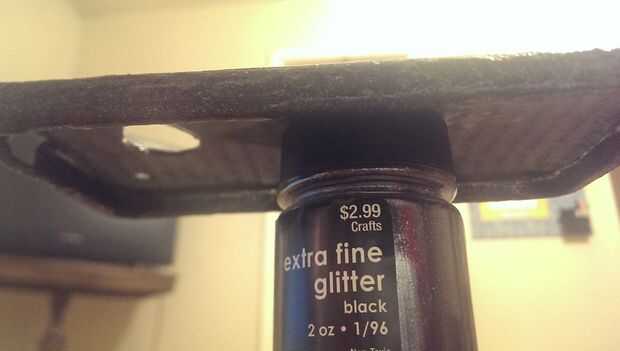 $2.99
Crafts
extra fine
glitter
black
2 oz • 1/96